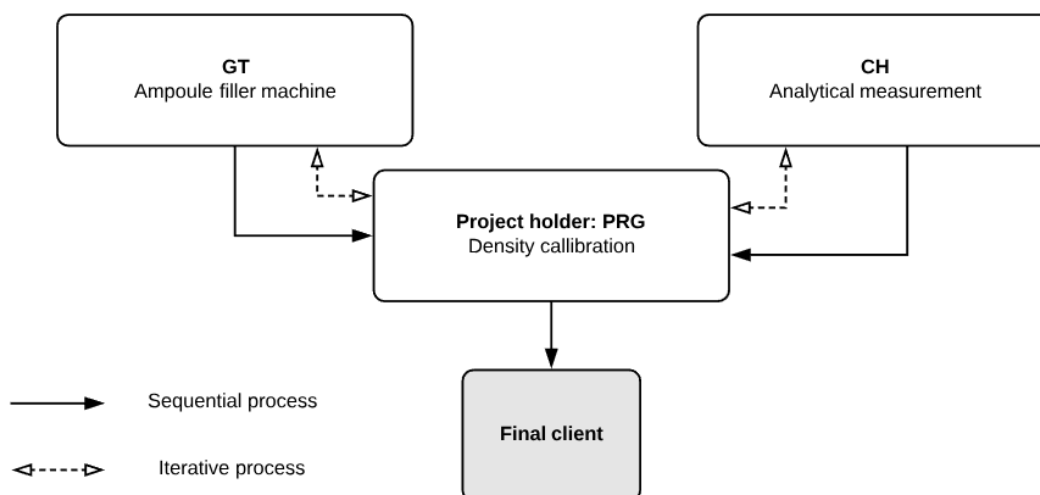 GT
Ampoule filler machine
CH
Analytical measurement
Project holder: PRG
Density callibration
Sequential process
Final client
Iterative process